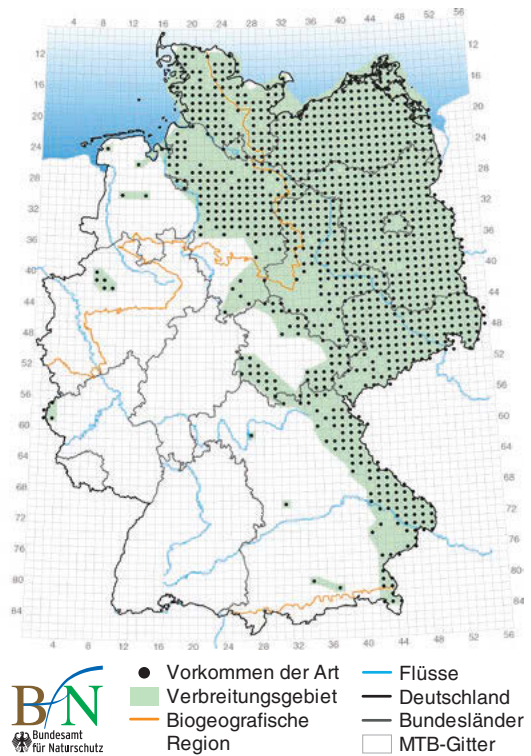 4 8 12 16 20 24 28 32 36 40 44 48 52 56
12 16 20 24 28 32 36 40 44 48 52 56 60 64 68 72 76 80 84
12 16 20 24 28 32 36 40 44 48 52 56 60 64 68 72 76 80 84
4 8 12 16 20 24 28 32 36 40 44 48 52 56
BfN
Bundesamt
für Naturschutz
Vorkommen der Art
Verbreitungsgebiet
Biogeografische
Region
Flüsse
Deutschland
Bundesländer
MTB-Gitter